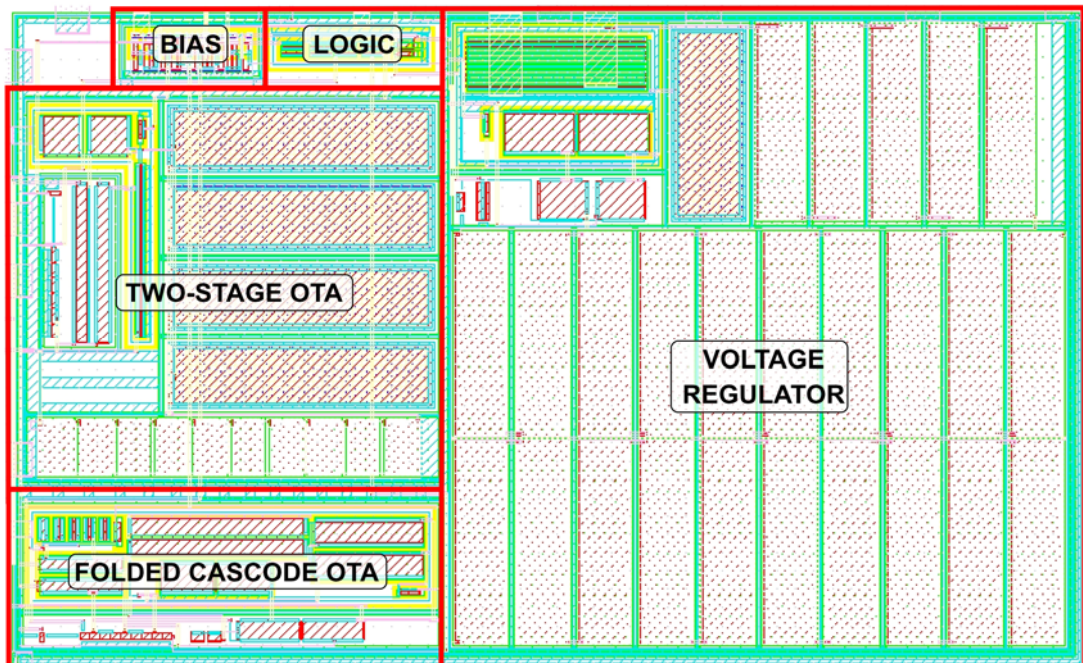 BIAS
LOGIC
TWO-STAGE OTA
VOLTAGE
REGULATOR
FOLDED CASCODE OTA